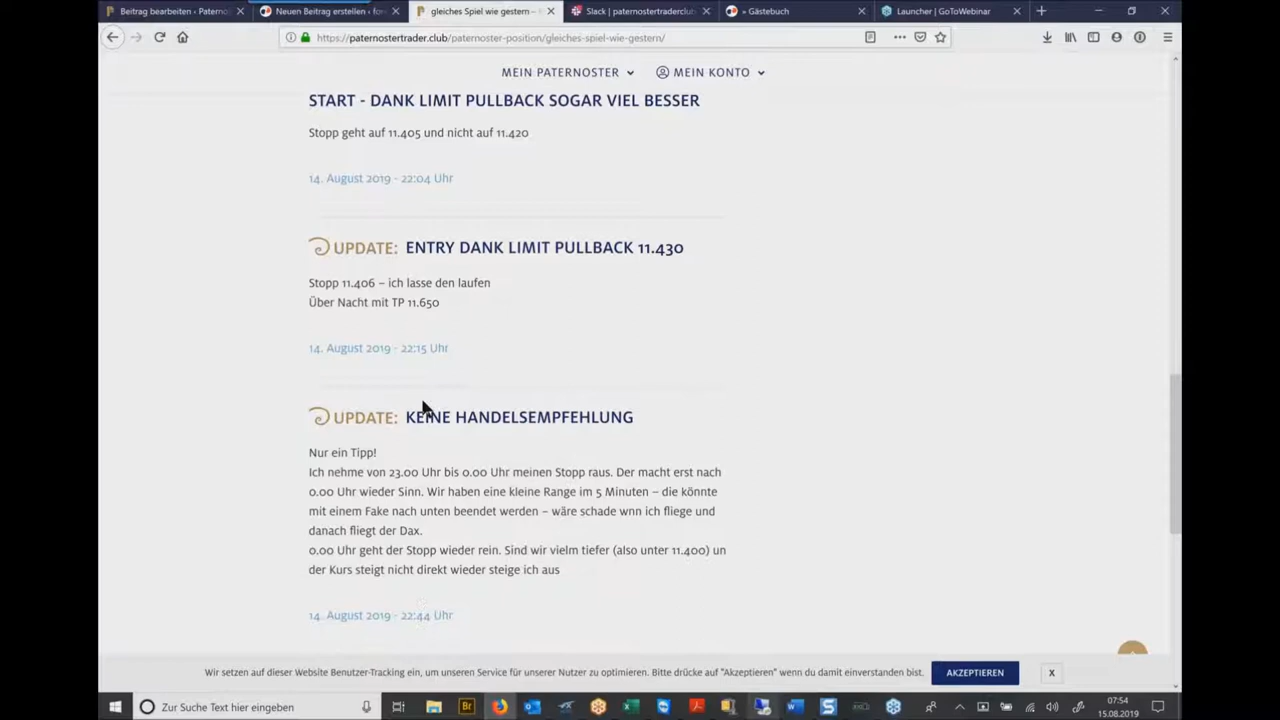 Beitrag bearbeiten ‹ Paterno
Neuen Beitrag erstellen ‹ for
gleiches Spiel wie gestern –
Slack | paternostertraderclub
» Gästebuch
Launcher | GoToWebinar
https://paternostertrader.club/paternoster-position/gleiches-spiel-wie-gestern/
MEIN PATERNOSTER
MEIN KONTO
START - DANK LIMIT PULLBACK SOGAR VIEL BESSER
Stopp geht auf 11.405 und nicht auf 11.420
14. August 2019 - 22:04 Uhr
UPDATE: ENTRY DANK LIMIT PULLBACK 11.430
Stopp 11.406 – ich lasse den laufen
Über Nacht mit TP 11.650
14. August 2019 - 22:15 Uhr
UPDATE: KEINE HANDELSEMPFEHLUNG
Nur ein Tipp!
Ich nehme von 23.00 Uhr bis 0.00 Uhr meinen Stopp raus. Der macht erst nach
0.00 Uhr wieder Sinn. Wir haben eine kleine Range im 5 Minuten – die könnte
mit einem Fake nach unten beendet werden – wäre schade wnn ich fliege und
danach fliegt der Dax.
0.00 Uhr geht der Stopp wieder rein. Sind wir vielm tiefer (also unter 11.400) un
der Kurs steigt nicht direkt wieder steige ich aus
14. August 2019 - 22:44 Uhr
Wir setzen auf dieser Website Benutzer-Tracking ein, um unseren Service für unserer Nutzer zu optimieren. Bitte drücke auf "Akzeptieren" wenn du damit einverstanden bist.
AKZEPTIEREN
X
Zur Suche Text hier eingeben
Br
07:54
15.08.2019